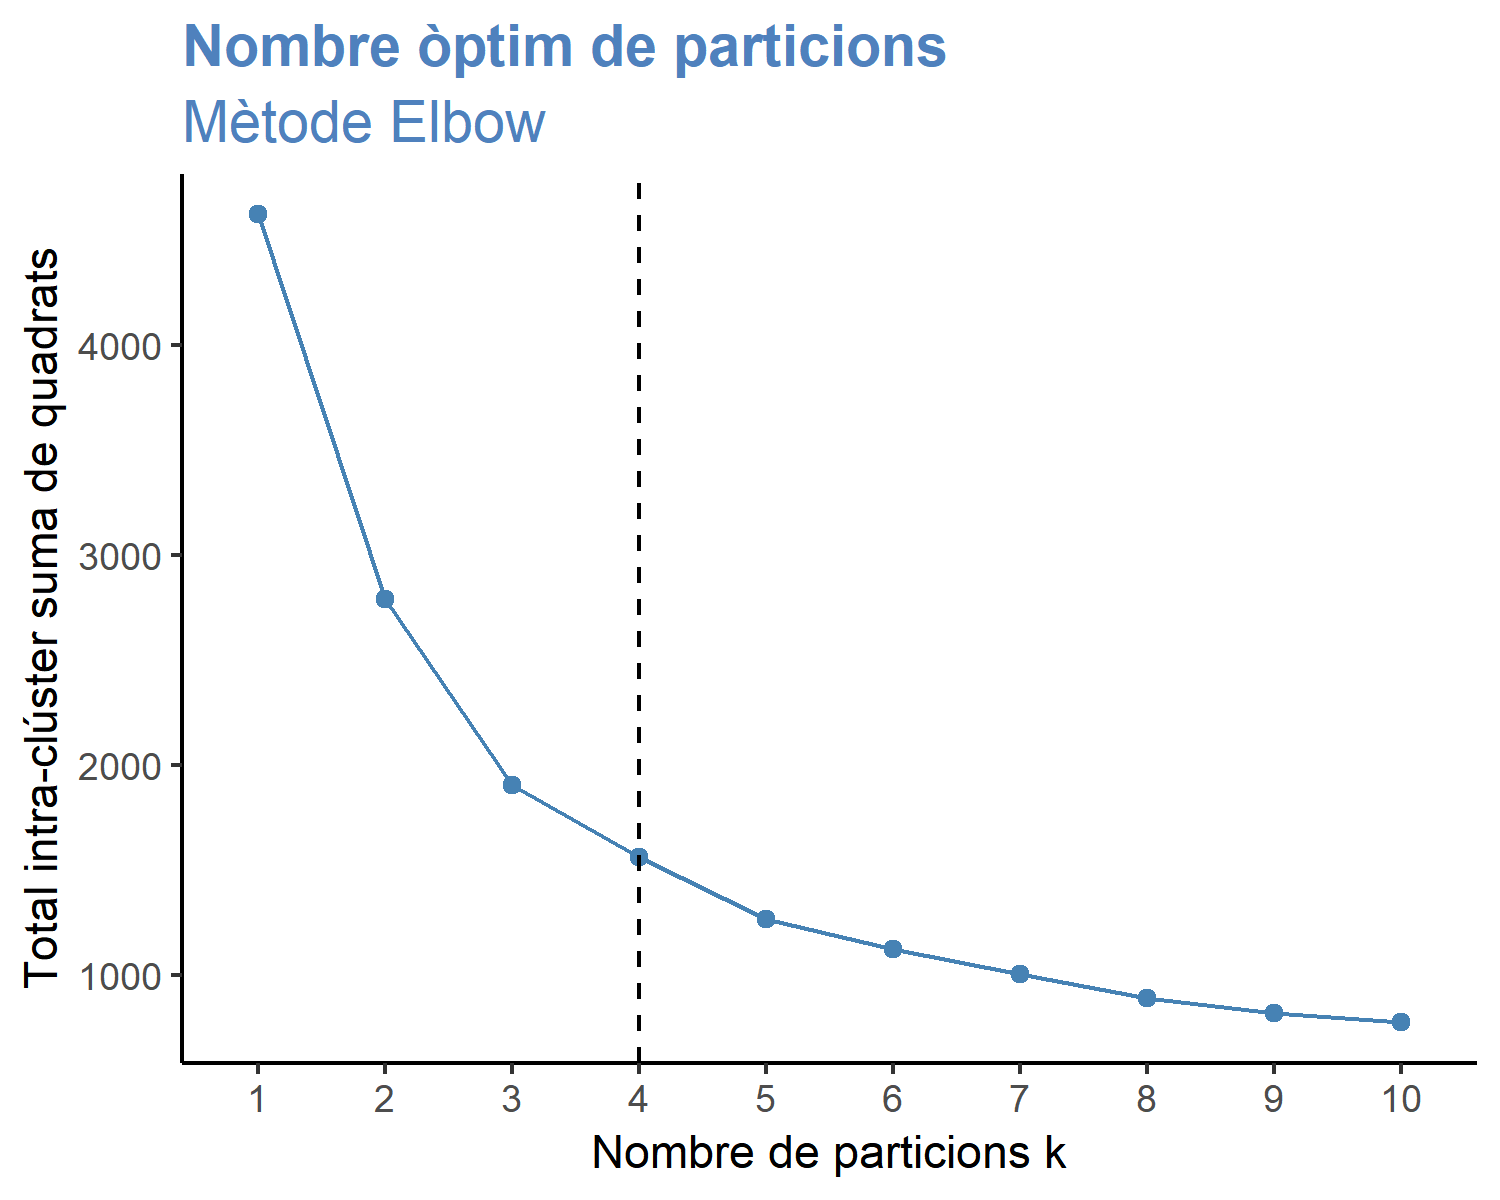 Nombre òptim de particions
Mètode Elbow
Total intra-clúster suma de quadrats
4000
3000
2000
1000
1 2 3 4 5 6 7 8 9 10
Nombre de particions k